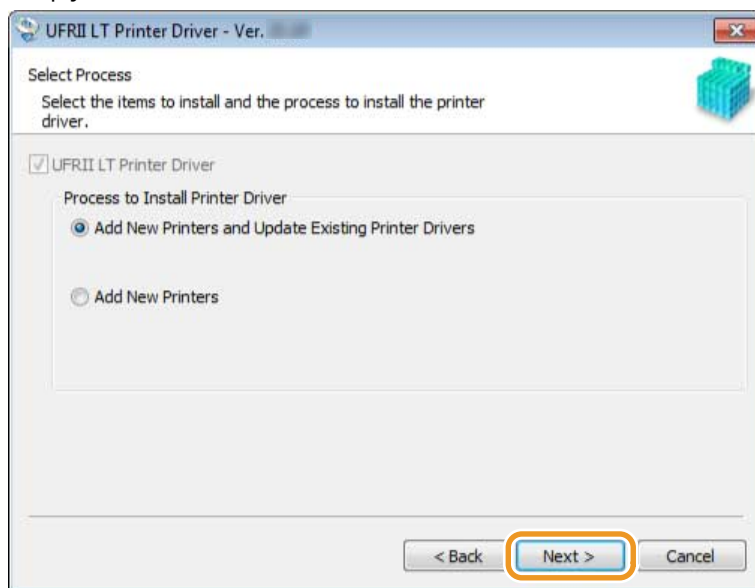 UFRII LT Printer Driver - Ver.
Select Process
Select the items to install and the process to install the printer
driver.
UFRII LT Printer Driver
Process to Install Printer Driver
Add New Printers and Update Existing Printer Drivers
Add New Printers
< Back Next > Cancel